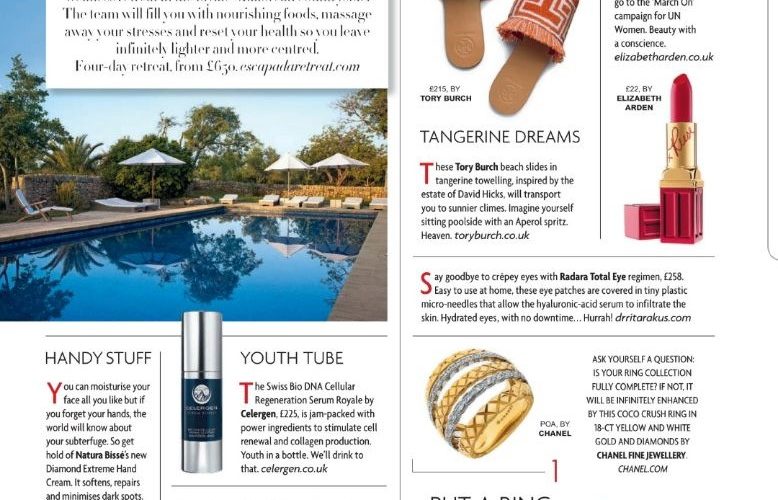 The team will fill you with nourishing foods, massage
away your stresses and reset your health so you leave
infinitely lighter and more centred.
Four-day retreat, from £650. escapadaretreat.com
HANDY STUFF
You can moisturise your
face all you like but if
you forget your hands, the
world will know about
your subterfuge. So get
hold of Natura Bissé's new
Diamond Extreme Hand
Cream. It softens, repairs
and minimises dark spots.
CELERGEN
YOUTH TUBE
The Swiss Bio DNA Cellular
Regeneration Serum Royale by
Celergen, £225, is jam-packed with
power ingredients to stimulate cell
renewal and collagen production.
Youth in a bottle. We'll drink to
that. celergen.co.uk
£215, BY
TORY BURCH
TANGERINE DREAMS
These Tory Burch beach slides in
tangerine towelling, inspired by the
estate of David Hicks, will transport
you to sunnier climes. Imagine yourself
sitting poolside with an Aperol spritz.
Heaven. toryburch.co.uk
go to the 'March On'
campaign for UN
Women. Beauty with
a conscience.
elizabetharden.co.uk
£22, BY
ELIZABETH
ARDEN
Say goodbye to crêpey eyes with Radara Total Eye regimen, £258.
Easy to use at home, these eye patches are covered in tiny plastic
micro-needles that allow the hyaluronic-acid serum to infiltrate the
skin. Hydrated eyes, with no downtime... Hurrah! drritarakus.com
POA, BY
CHANEL
ASK YOURSELF A QUESTION:
IS YOUR RING COLLECTION
FULLY COMPLETE? IF NOT, IT
WILL BE INFINITELY ENHANCED
BY THIS COCO CRUSH RING IN
18-CT YELLOW AND WHITE
GOLD AND DIAMONDS BY
CHANEL FINE JEWELLERY.
CHANEL.COM
1
PUT A RING